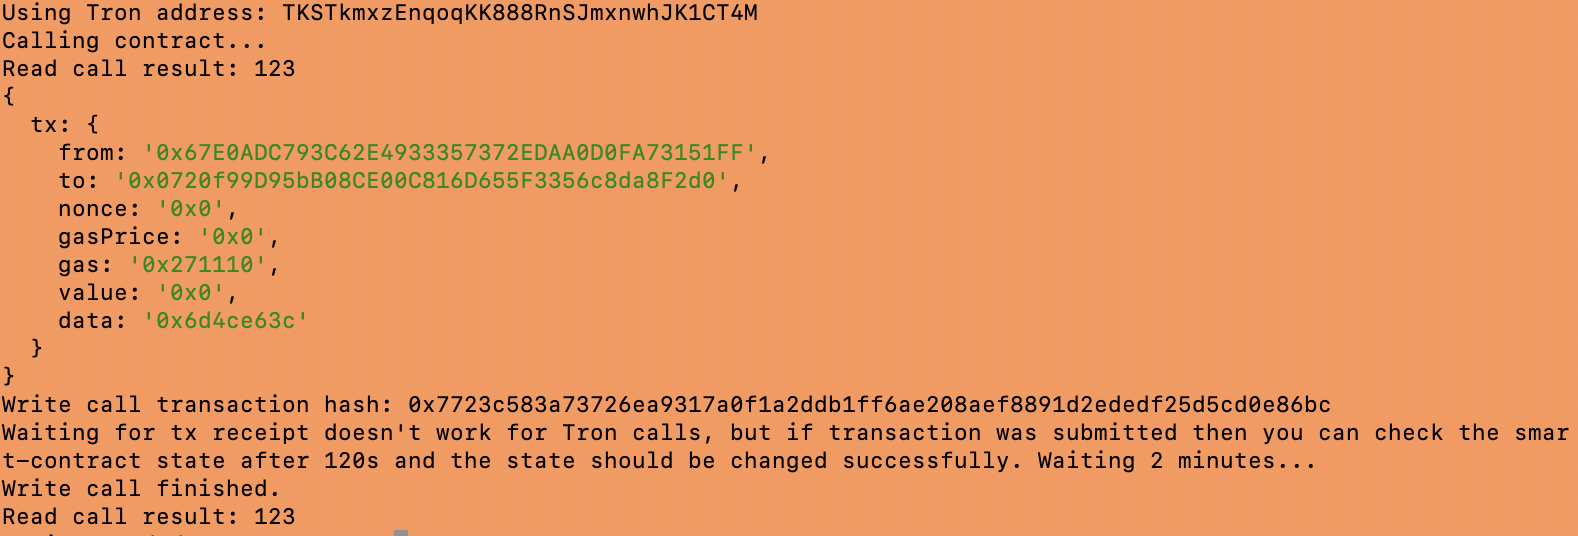 Using Tron address: TKSTkmxzEnqoqKK888RnSJmxnwhJK1CT4M
Calling contract...
Read call result: 123
{
  tx: {
    from: '0x67E0ADC793C62E4933357372EDAA0D0FA73151FF',
    to: '0x0720f99D95bB08CE00C816D655F3356c8da8F2d0',
    nonce: '0x0',
    gasPrice: '0x0',
    gas: '0x271110',
    value: '0x0',
    data: '0x6d4ce63c'
  }
}
Write call transaction hash: 0x7723c583a73726ea9317a0f1a2ddb1ff6ae208aef8891d2ededf25d5cd0e86bc
Waiting for tx receipt doesn't work for Tron calls, but if transaction was submitted then you can check the smar
t-contract state after 120s and the state should be changed successfully. Waiting 2 minutes...
Write call finished.
Read call result: 123